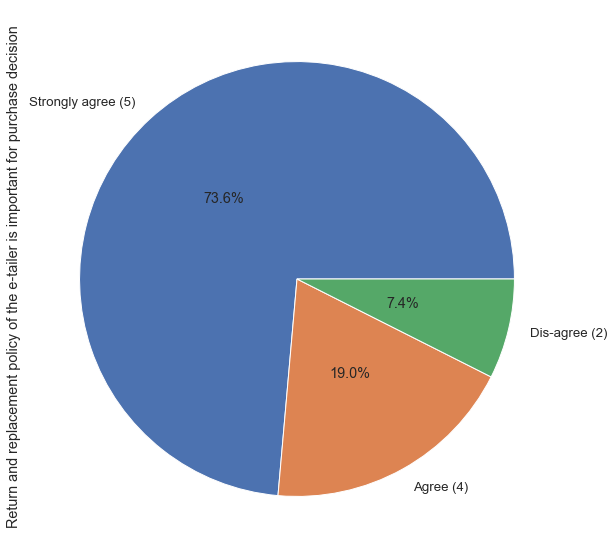 Return and replacement policy of the e-tailer is important for purchase decision
Strongly agree (5)
73.6%
7.4%
Dis-agree (2)
19.0%
Agree (4)